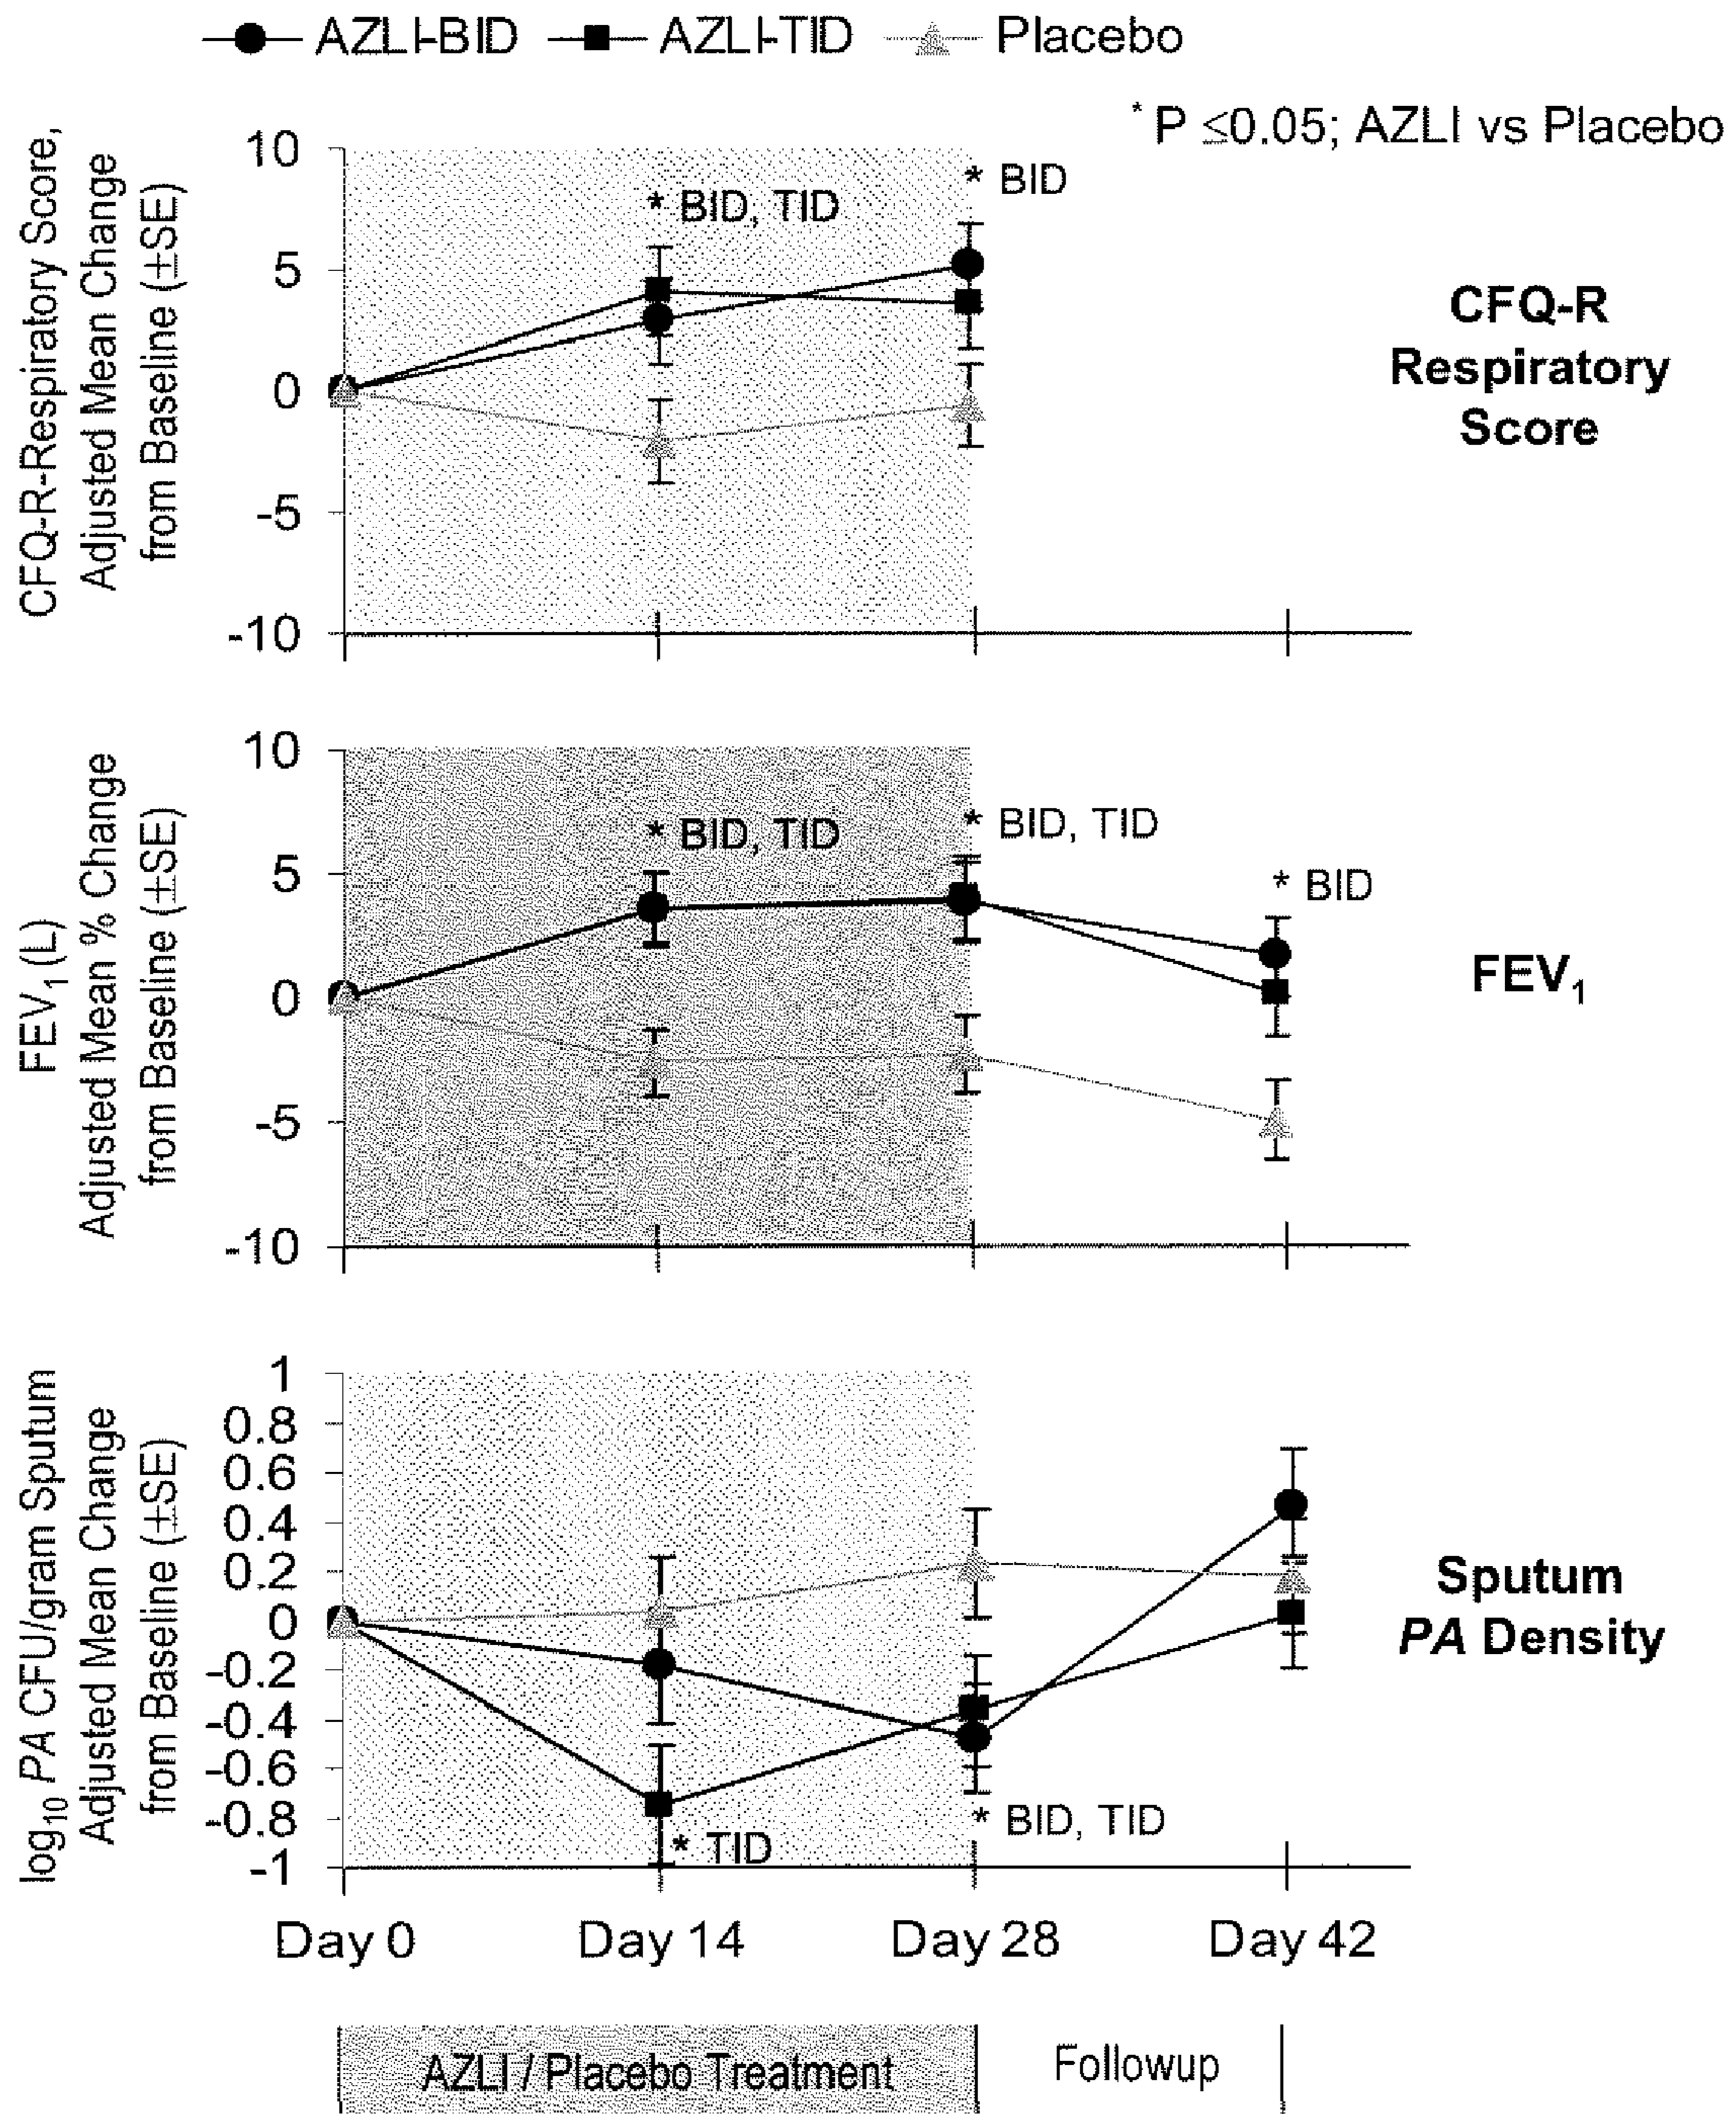 AZLI-BID AZLI-TID Placebo
* P ≤0.05; AZLI vs Placebo
CFQ-R-Respiratory Score,
Adjusted Mean Change
from Baseline (±SE)
10
5
0
-5
-10
* BID, TID
* BID
CFQ-R
Respiratory
Score
FEV1 (L)
Adjusted Mean % Change
from Baseline (±SE)
10
5
0
-5
-10
* BID, TID
* BID, TID
* BID
FEV1
log10 PA CFU/gram Sputum
Adjusted Mean Change
from Baseline (±SE)
1
0.8
0.6
0.4
0.2
0
-0.2
-0.4
-0.6
-0.8
-1
* TID
* BID, TID
Sputum
PA Density
Day 0 Day 14 Day 28 Day 42
AZLI / Placebo Treatment Followup